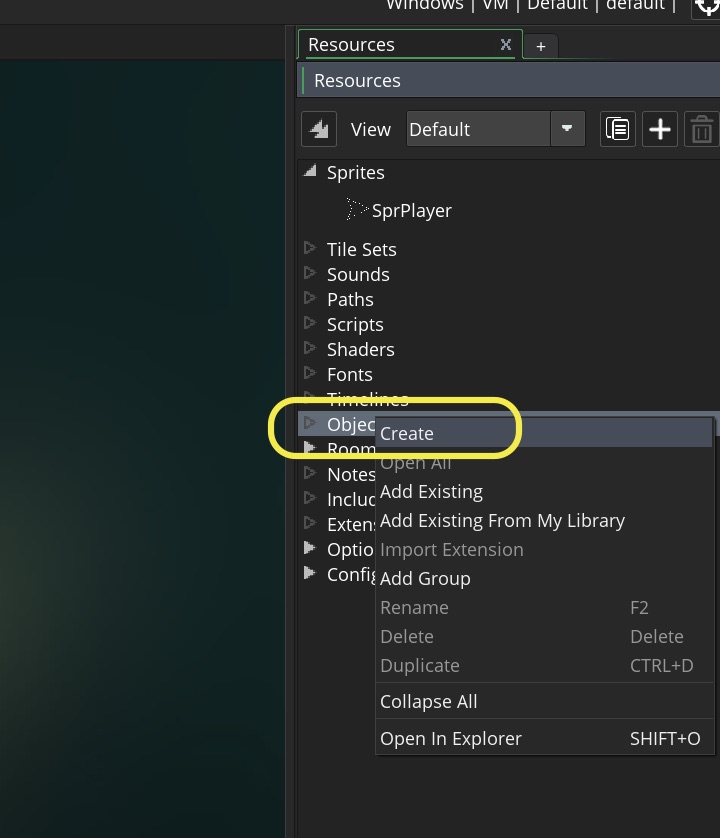 Windows | VM | Default | default |
Resources X +
Resources
View Default
Sprites
SprPlayer
Tile Sets
Sounds
Paths
Scripts
Shaders
Fonts
Timelines
Objec
Create
Room
Open All
Notes
Add Existing
Includ
Add Existing From My Library
Exten
Optio
Import Extension
Config
Add Group
Rename F2
Delete Delete
Duplicate CTRL+D
Collapse All
Open In Explorer SHIFT+O